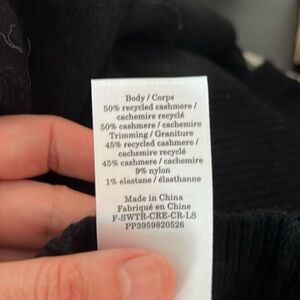 Body / Corps
50% recycled cashmere /
cachemire recyclé
50% cashmere / cachemire
Trimming / Graniture
45% recycled cashmere /
cachemire recyclé
45% cashmere / cachemire
9% nylon
1% elastane / élasthanne
Made in China
Fabriqué en Chine
F-SWTR-CRE-CR-LS
PP3959820526